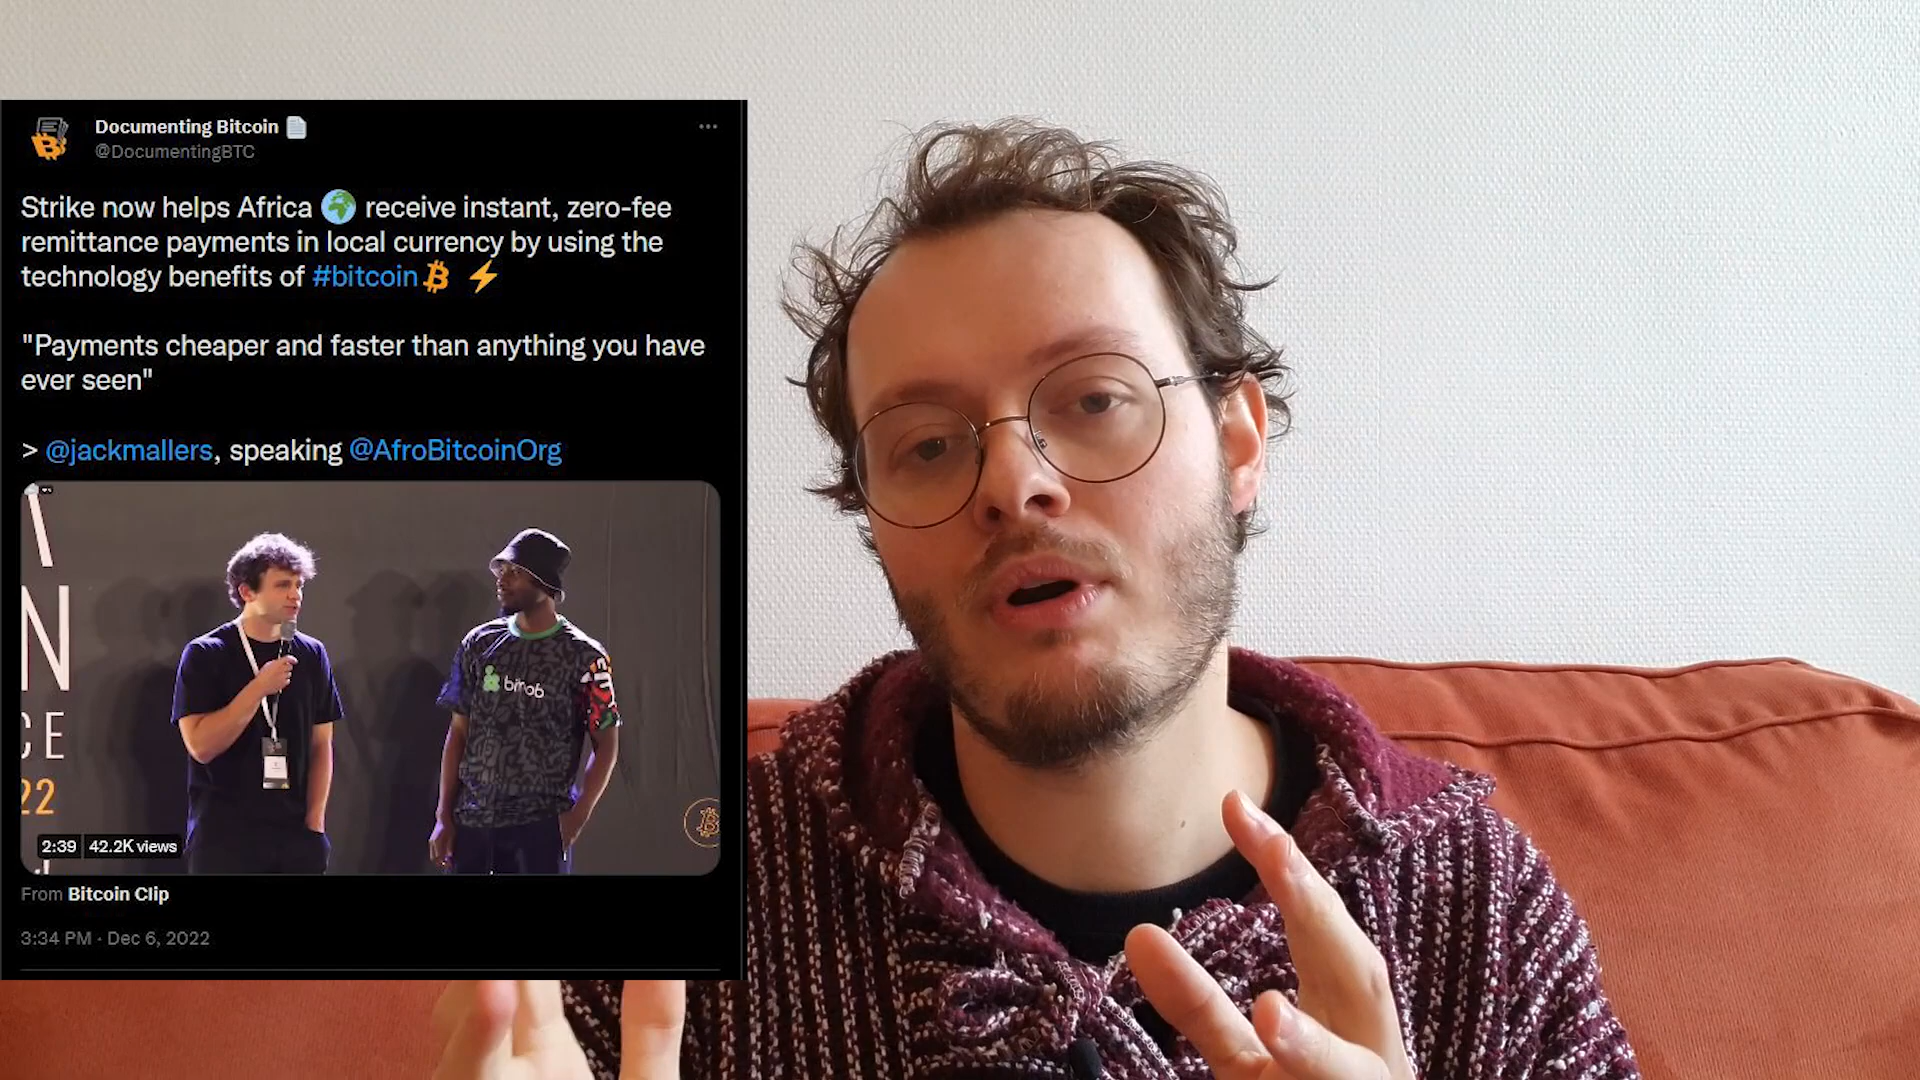 Documenting Bitcoin
@DocumentingBTC
Strike now helps Africa 🌍 receive instant, zero-fee
remittance payments in local currency by using the
technology benefits of #bitcoin ⚡
"Payments cheaper and faster than anything you have
ever seen"
> @jackmallers, speaking @AfroBitcoinOrg
A
N
CE
22
bitnob
2:39 42.2K views
From Bitcoin Clip
3:34 PM · Dec 6, 2022